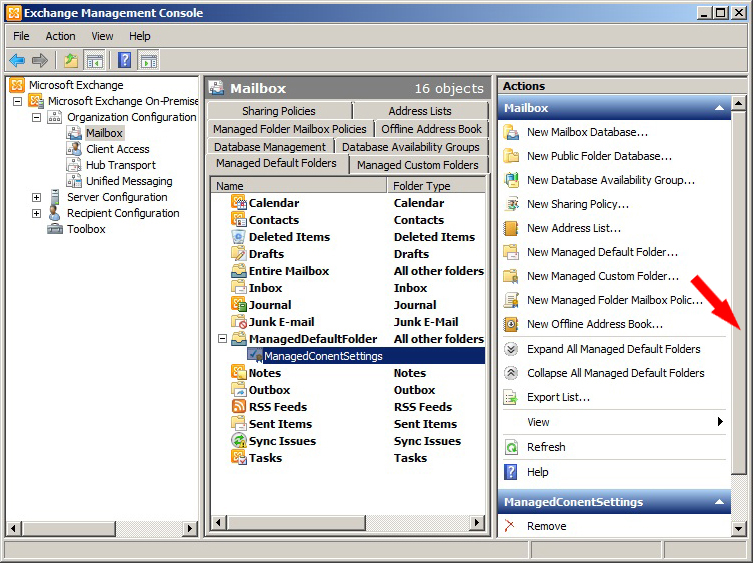 Exchange Management Console
File Action View Help
Microsoft Exchange
Microsoft Exchange On-Premise
Organization Configuration
Mailbox
Client Access
Hub Transport
Unified Messaging
Server Configuration
Recipient Configuration
Toolbox
Mailbox 16 objects
Sharing Policies Address Lists
Managed Folder Mailbox Policies Offline Address Book
Database Management Database Availability Groups
Managed Default Folders Managed Custom Folders
Name Folder Type
Calendar Calendar
Contacts Contacts
Deleted Items Deleted Items
Drafts Drafts
Entire Mailbox All other folders
Inbox Inbox
Journal Journal
Junk E-mail Junk E-Mail
ManagedDefaultFolder All other folders
ManagedConentSettings
Notes Notes
Outbox Outbox
RSS Feeds RSS Feeds
Sent Items Sent Items
Sync Issues Sync Issues
Tasks Tasks
Actions
Mailbox
New Mailbox Database...
New Public Folder Database...
New Database Availability Group...
New Sharing Policy...
New Address List...
New Managed Default Folder...
New Managed Custom Folder...
New Managed Folder Mailbox Polic...
New Offline Address Book...
Expand All Managed Default Folders
Collapse All Managed Default Folders
Export List...
View
Refresh
Help
ManagedConentSettings
Remove